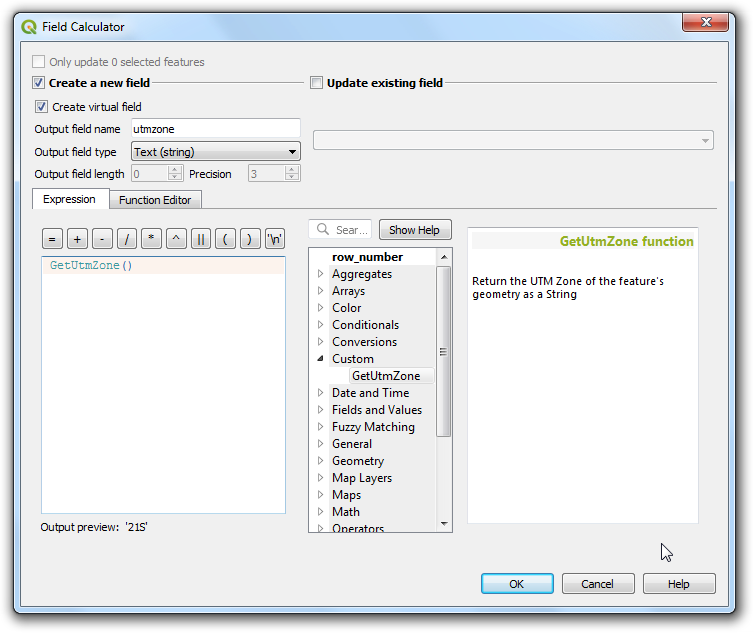 Field Calculator
Only update 0 selected features
Create a new field
Update existing field
Create virtual field
Output field name utmzone
Output field type Text (string)
Output field length 0 Precision 3
Expression Function Editor
= + - / * ^ || ( ) '\n'
Sear... Show Help
GetUtmZone()
row_number
Aggregates
Arrays
Color
Conditionals
Conversions
Custom
GetUtmZone
Date and Time
Fields and Values
Fuzzy Matching
General
Geometry
Map Layers
Maps
Math
Operators
GetUtmZone function
Return the UTM Zone of the feature's
geometry as a String
Output preview: '21S'
OK Cancel Help